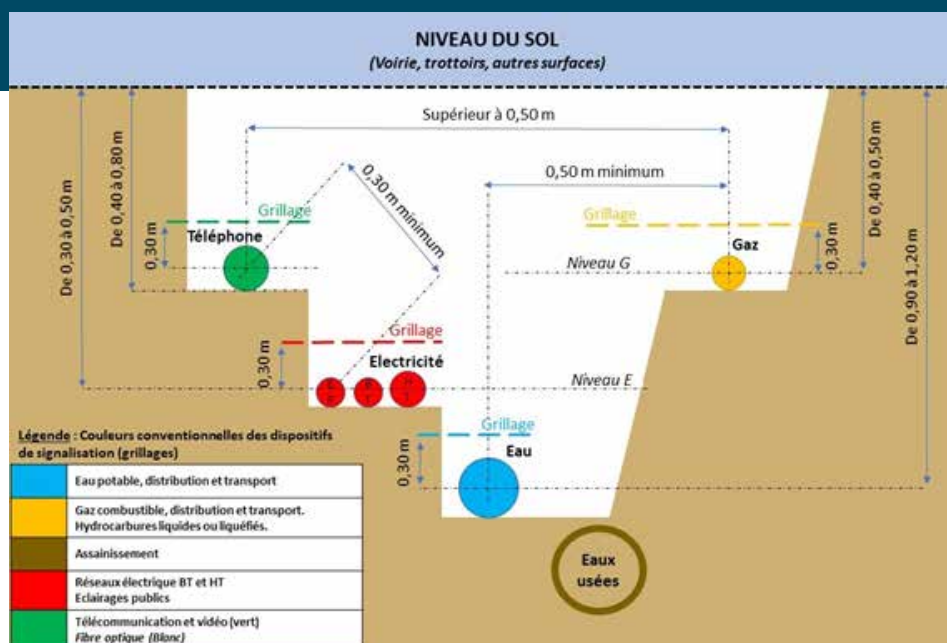 NIVEAU DU SOL
(Voirie, trottoirs, autres surfaces)
Supérieur à 0,50 m
De 0,30 à 0,50 m
De 0,40 à 0,80 m
0,30 m minimum
0,50 m minimum
De 0,40 à 0,50 m
De 0,90 à 1,20 m
Grillage
Téléphone
0,30 m
Grillage
Gaz
0,30 m
Niveau G
Grillage
Electricité
0,30 m
Niveau E
Grillage
Eau
0,30 m
Eaux
usées
Légende : Couleurs conventionnelles des dispositifs
de signalisation (grillages)
Eau potable, distribution et transport
Gaz combustible, distribution et transport.
Hydrocarbures liquides ou liquéfiés.
Assainissement
Réseaux électrique BT et HT
Eclairages publics
Télécommunication et vidéo (vert)
Fibre optique (Blanc)